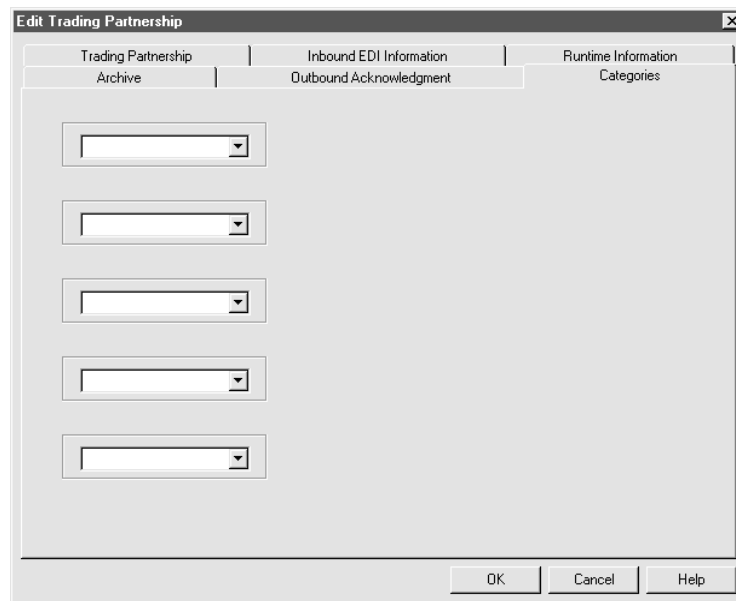 Edit Trading Partnership
Trading Partnership Inbound EDI Information Runtime Information
Archive Outbound Acknowledgment Categories
OK Cancel Help